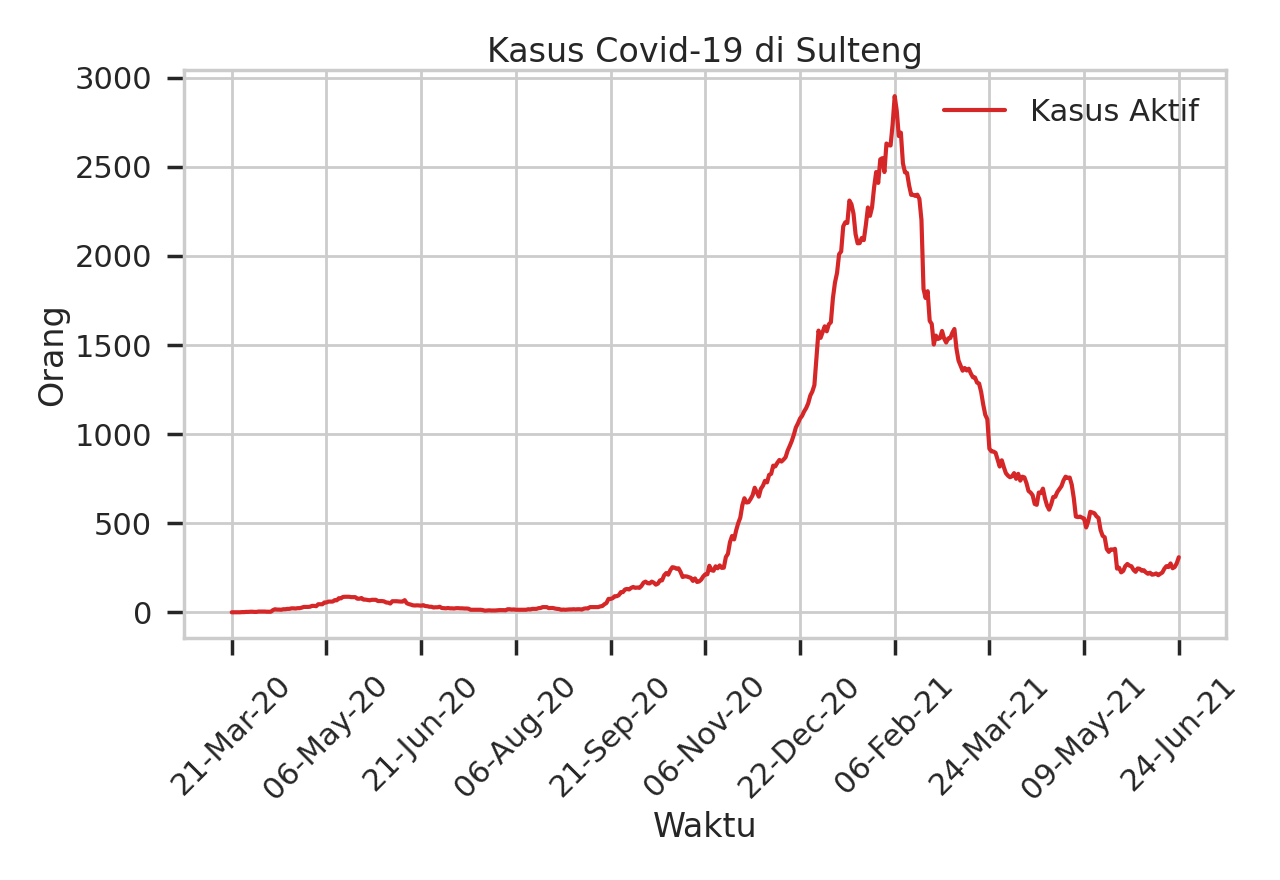 Kasus Covid-19 di Sulteng
Kasus Aktif
3000
2500
2000
1500
1000
500
0
Orang
21-Mar-20
06-May-20
21-Jun-20
06-Aug-20
21-Sep-20
06-Nov-20
22-Dec-20
06-Feb-21
24-Mar-21
09-May-21
24-Jun-21
Waktu